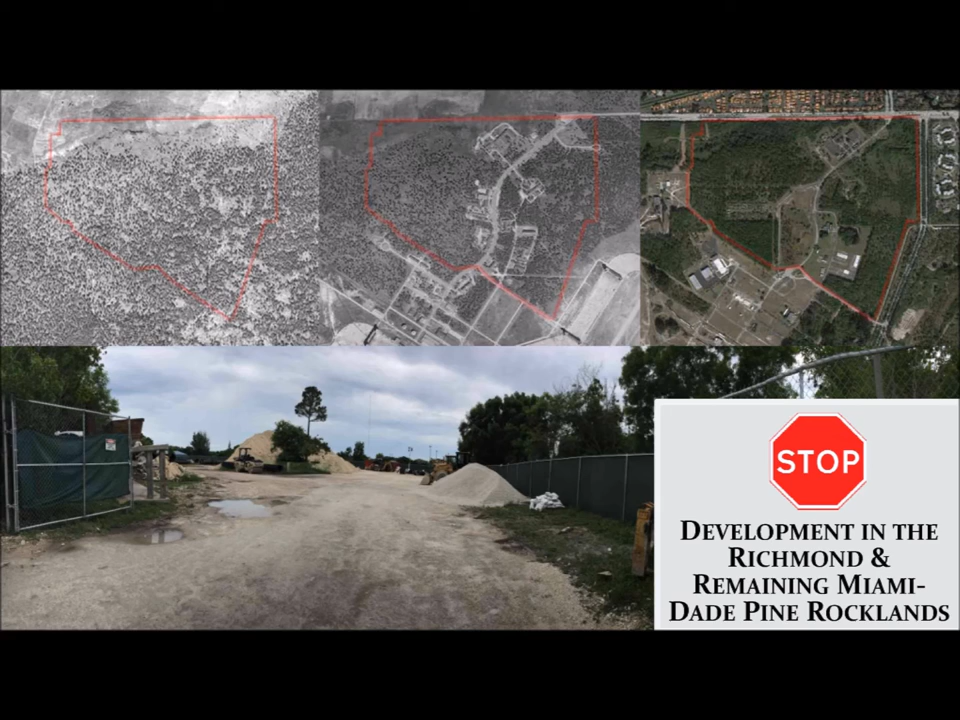 STOP
DEVELOPMENT IN THE
RICHMOND &
REMAINING MIAMI-
DADE PINE ROCKLANDS